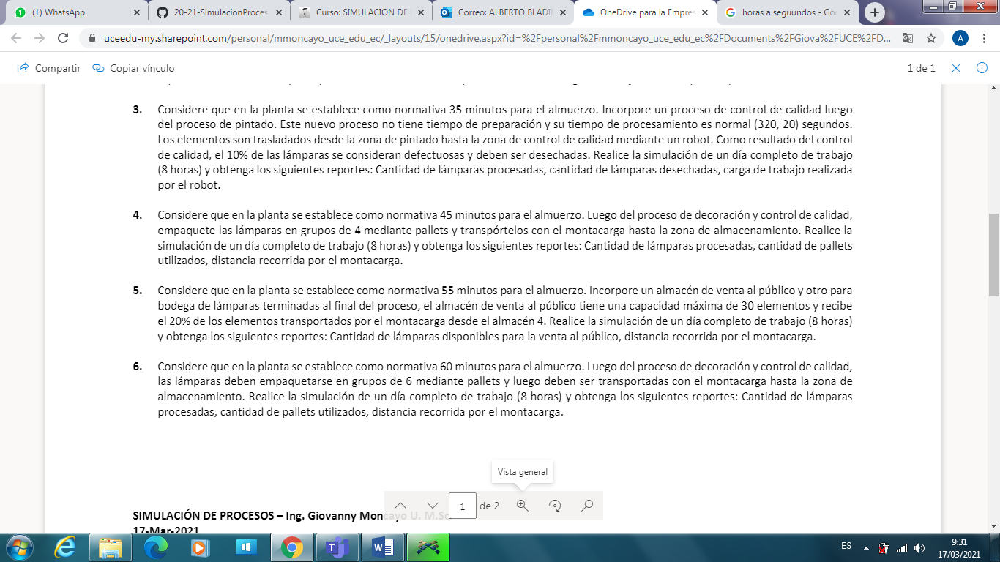 (1) WhatsApp
20-21-SimulacionProces
Curso: SIMULACION DE
Correo: ALBERTO BLADI
OneDrive para la Empres
horas a seguundos - Goo
uceedu-my.sharepoint.com/personal/mmoncayo_uce_edu_ec/_layouts/15/onedrive.aspx?id=%2Fpersonal%2Fmmoncayo_uce_edu_ec%2FDocuments%2FGiova%2FUCE%2FD...
A
Compartir
Copiar vínculo
1 de 1
3. Considere que en la planta se establece como normativa 35 minutos para el almuerzo. Incorpore un proceso de control de calidad luego
del proceso de pintado. Este nuevo proceso no tiene tiempo de preparación y su tiempo de procesamiento es normal (320, 20) segundos.
Los elementos son trasladados desde la zona de pintado hasta la zona de control de calidad mediante un robot. Como resultado del control
de calidad, el 10% de las lámparas se consideran defectuosas y deben ser desechadas. Realice la simulación de un día completo de trabajo
(8 horas) y obtenga los siguientes reportes: Cantidad de lámparas procesadas, cantidad de lámparas desechadas, carga de trabajo realizada
por el robot.
4. Considere que en la planta se establece como normativa 45 minutos para el almuerzo. Luego del proceso de decoración y control de calidad,
empaquete las lámparas en grupos de 4 mediante pallets y transpórtelos con el montacarga hasta la zona de almacenamiento. Realice la
simulación de un día completo de trabajo (8 horas) y obtenga los siguientes reportes: Cantidad de lámparas procesadas, cantidad de pallets
utilizados, distancia recorrida por el montacarga.
5. Considere que en la planta se establece como normativa 55 minutos para el almuerzo. Incorpore un almacén de venta al público y otro para
bodega de lámparas terminadas al final del proceso, el almacén de venta al público tiene una capacidad máxima de 30 elementos y recibe
el 20% de los elementos transportados por el montacarga desde el almacén 4. Realice la simulación de un día completo de trabajo (8 horas)
y obtenga los siguientes reportes: Cantidad de lámparas disponibles para la venta al público, distancia recorrida por el montacarga.
6. Considere que en la planta se establece como normativa 60 minutos para el almuerzo. Luego del proceso de decoración y control de calidad,
las lámparas deben empaquetarse en grupos de 6 mediante pallets y luego deben ser transportadas con el montacarga hasta la zona de
almacenamiento. Realice la simulación de un día completo de trabajo (8 horas) y obtenga los siguientes reportes: Cantidad de lámparas
procesadas, cantidad de pallets utilizados, distancia recorrida por el montacarga.
Vista general
1 de 2
SIMULACIÓN DE PROCESOS – Ing. Giovanny Moncayo U. M.Sc.
17-Mar-2021
ES
9:31
17/03/2021